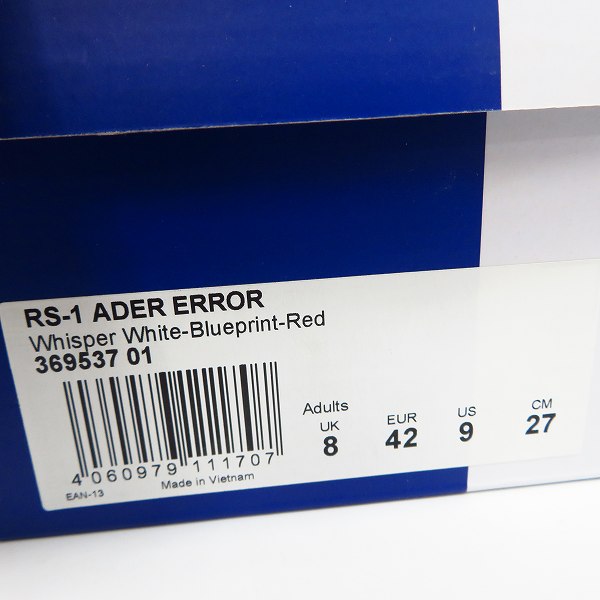 RS-1 ADER ERROR
Whisper White-Blueprint-Red
369537 01
Adults
UK EUR US CM
8 42 9 27
4 060979 111707
EAN-13 Made in Vietnam